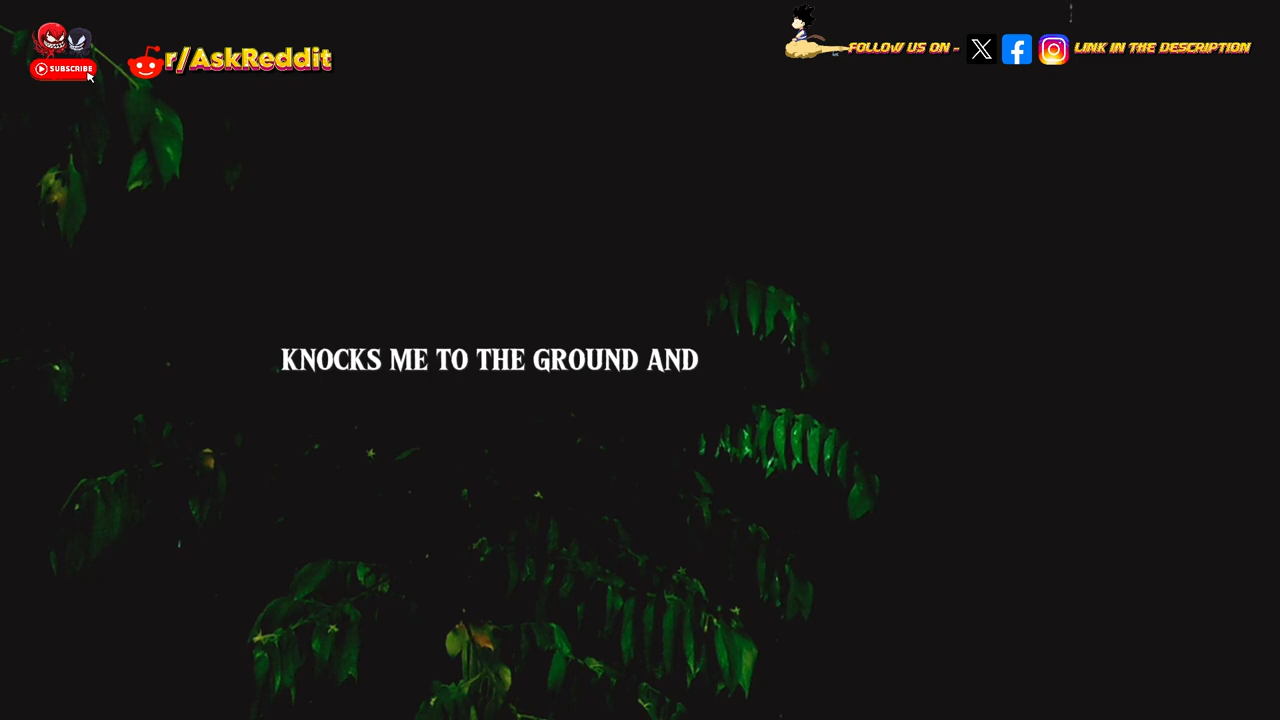 SUBSCRIBE
r/AskReddit
FOLLOW US ON -
LINK IN THE DESCRIPTION
KNOCKS ME TO THE GROUND AND